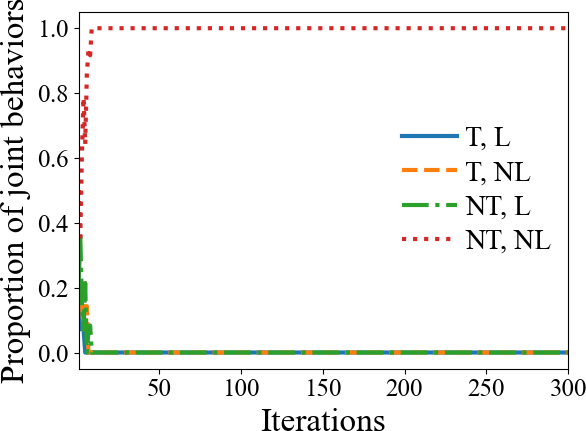 Proportion of joint behaviors
1.0
0.8
0.6
0.4
0.2
0.0
T, L
T, NL
NT, L
NT, NL
50 100 150 200 250 300
Iterations